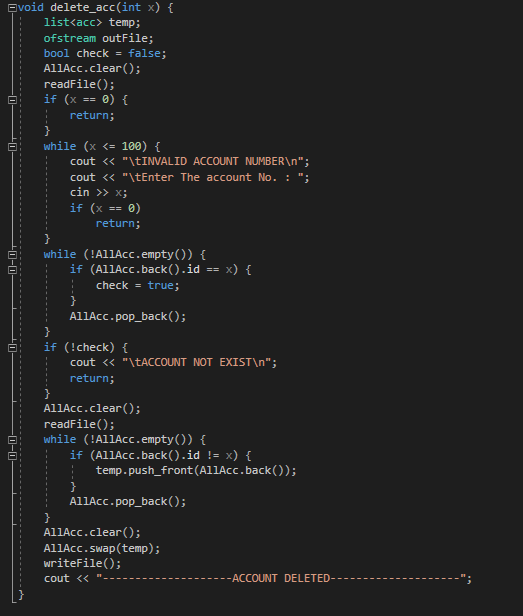 void delete_acc(int x) {
    list<acc> temp;
    ofstream outFile;
    bool check = false;
    AllAcc.clear();
    readFile();
    if (x == 0) {
        return;
    }
    while (x <= 100) {
        cout << "\tINVALID ACCOUNT NUMBER\n";
        cout << "\tEnter The account No. : ";
        cin >> x;
        if (x == 0)
            return;
    }
    while (!AllAcc.empty()) {
        if (AllAcc.back().id == x) {
            check = true;
        }
        AllAcc.pop_back();
    }
    if (!check) {
        cout << "\tACCOUNT NOT EXIST\n";
        return;
    }
    AllAcc.clear();
    readFile();
    while (!AllAcc.empty()) {
        if (AllAcc.back().id != x) {
            temp.push_front(AllAcc.back());
        }
        AllAcc.pop_back();
    }
    AllAcc.clear();
    AllAcc.swap(temp);
    writeFile();
    cout << "--------------------ACCOUNT DELETED--------------------";
}